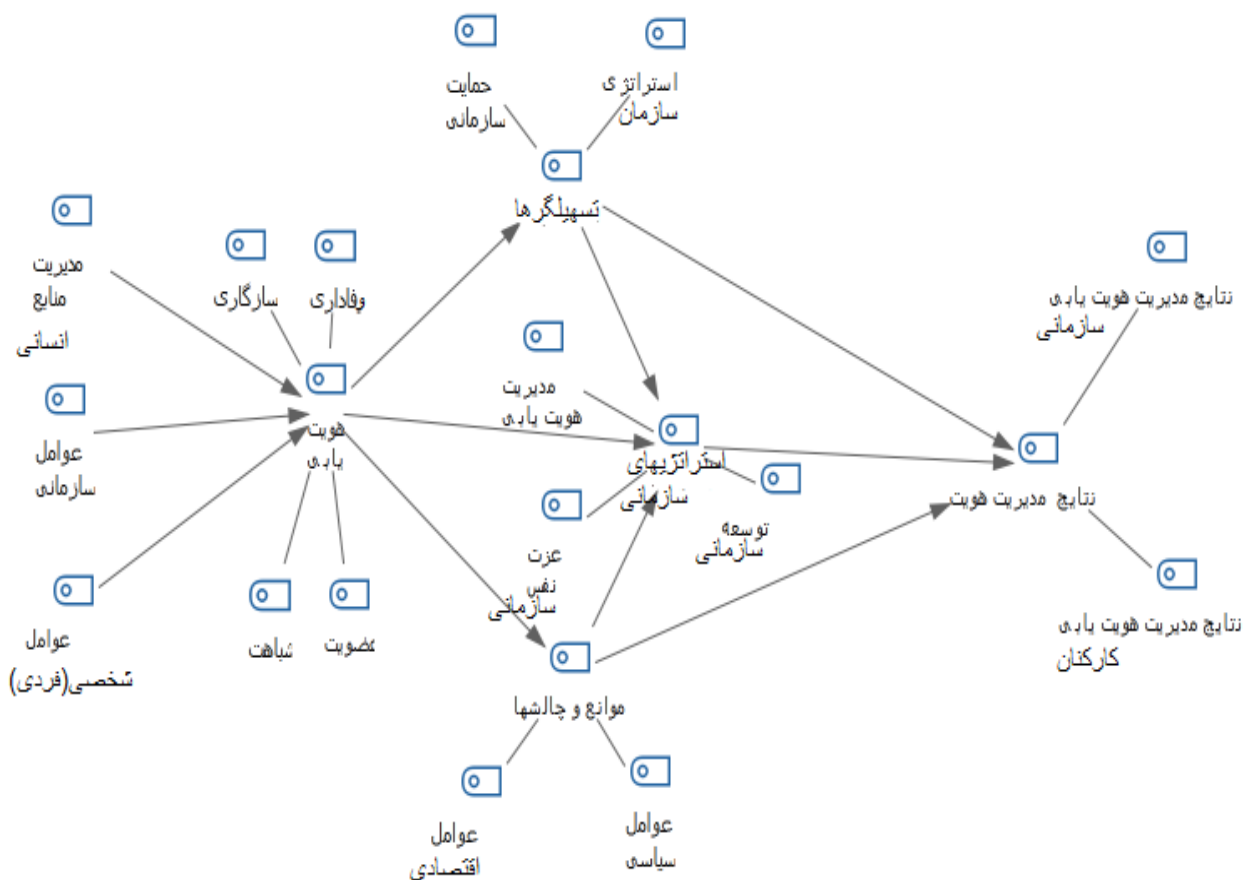 حمایت
سازمانی
استراتژی
سازمان
تسهیلگرها
مدیریت
منابع
انسانی
سازگاری
وفاداری
نتایج مدیریت هویت یابی
سازمانی
عوامل
سازمانی
هویت
یابی
مدیریت
هویت یابی
استراتژیهای
سازمانی
نتایج مدیریت هویت
توسعه
سازمانی
عزت
نفس
سازمانی
عوامل
شخصی(فردی)
شباهت
عضویت
نتایج مدیریت هویت یابی
کارکنان
موانع و چالشها
عوامل
اقتصادی
عوامل
سیاسی